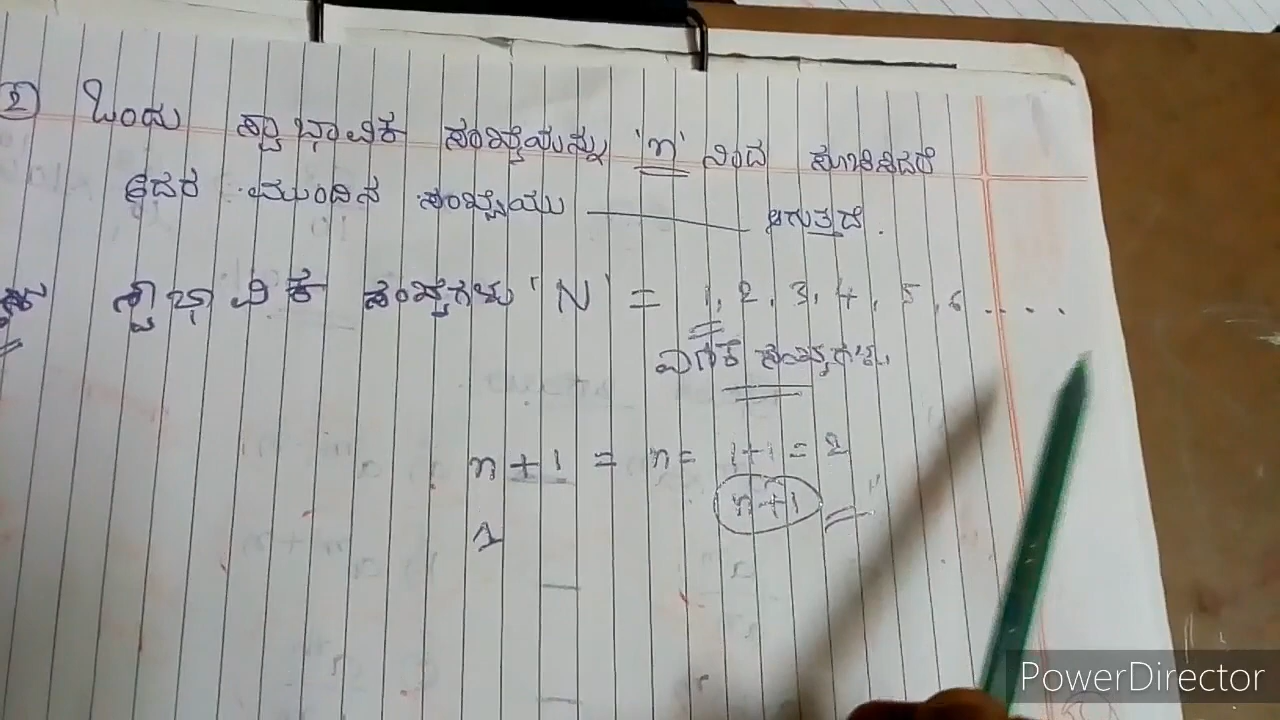 2) ಒಂದು ಸ್ವಾಭಾವಿಕ ಸಂಖ್ಯೆಯನ್ನು 'n' ನಿಂದ ಸೂಚಿಸಿದರೆ
ಅದರ ಮುಂದಿನ ಸಂಖ್ಯೆಯು ______ ಆಗುತ್ತದೆ.
ಸ್ವಾಭಾವಿಕ ಸಂಖ್ಯೆಗಳು 'N' = 1, 2, 3, 4, 5, 6 ....
ಎಣಿಕೆ ಸಂಖ್ಯೆಗಳು.
n + 1 = n = 1+1 = 2
n+1
1
PowerDirector